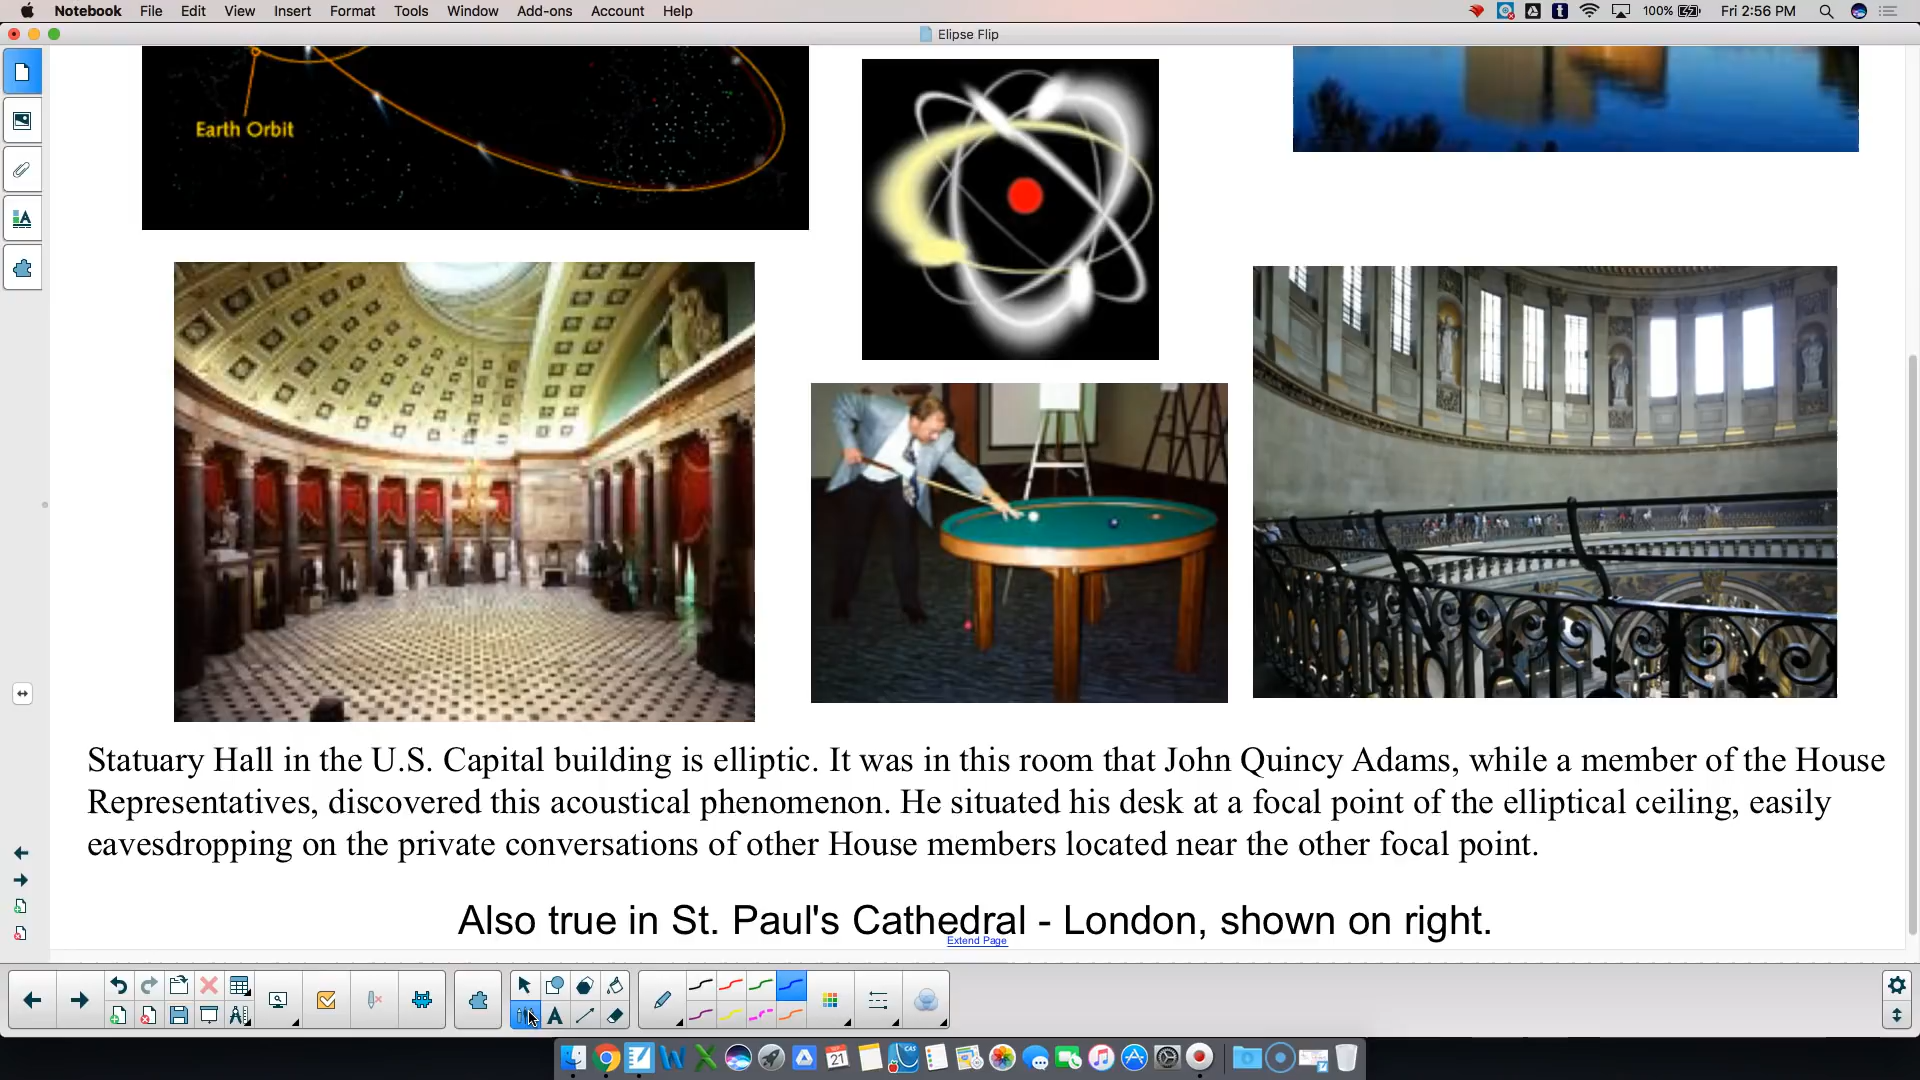 Notebook File Edit View Insert Format Tools Window Add-ons Account Help 100% Fri 2:56 PM
Elipse Flip
Earth Orbit
Statuary Hall in the U.S. Capital building is elliptic. It was in this room that John Quincy Adams, while a member of the House
Representatives, discovered this acoustical phenomenon. He situated his desk at a focal point of the elliptical ceiling, easily
eavesdropping on the private conversations of other House members located near the other focal point.
Also true in St. Paul's Cathedral - London, shown on right.
Extend Page